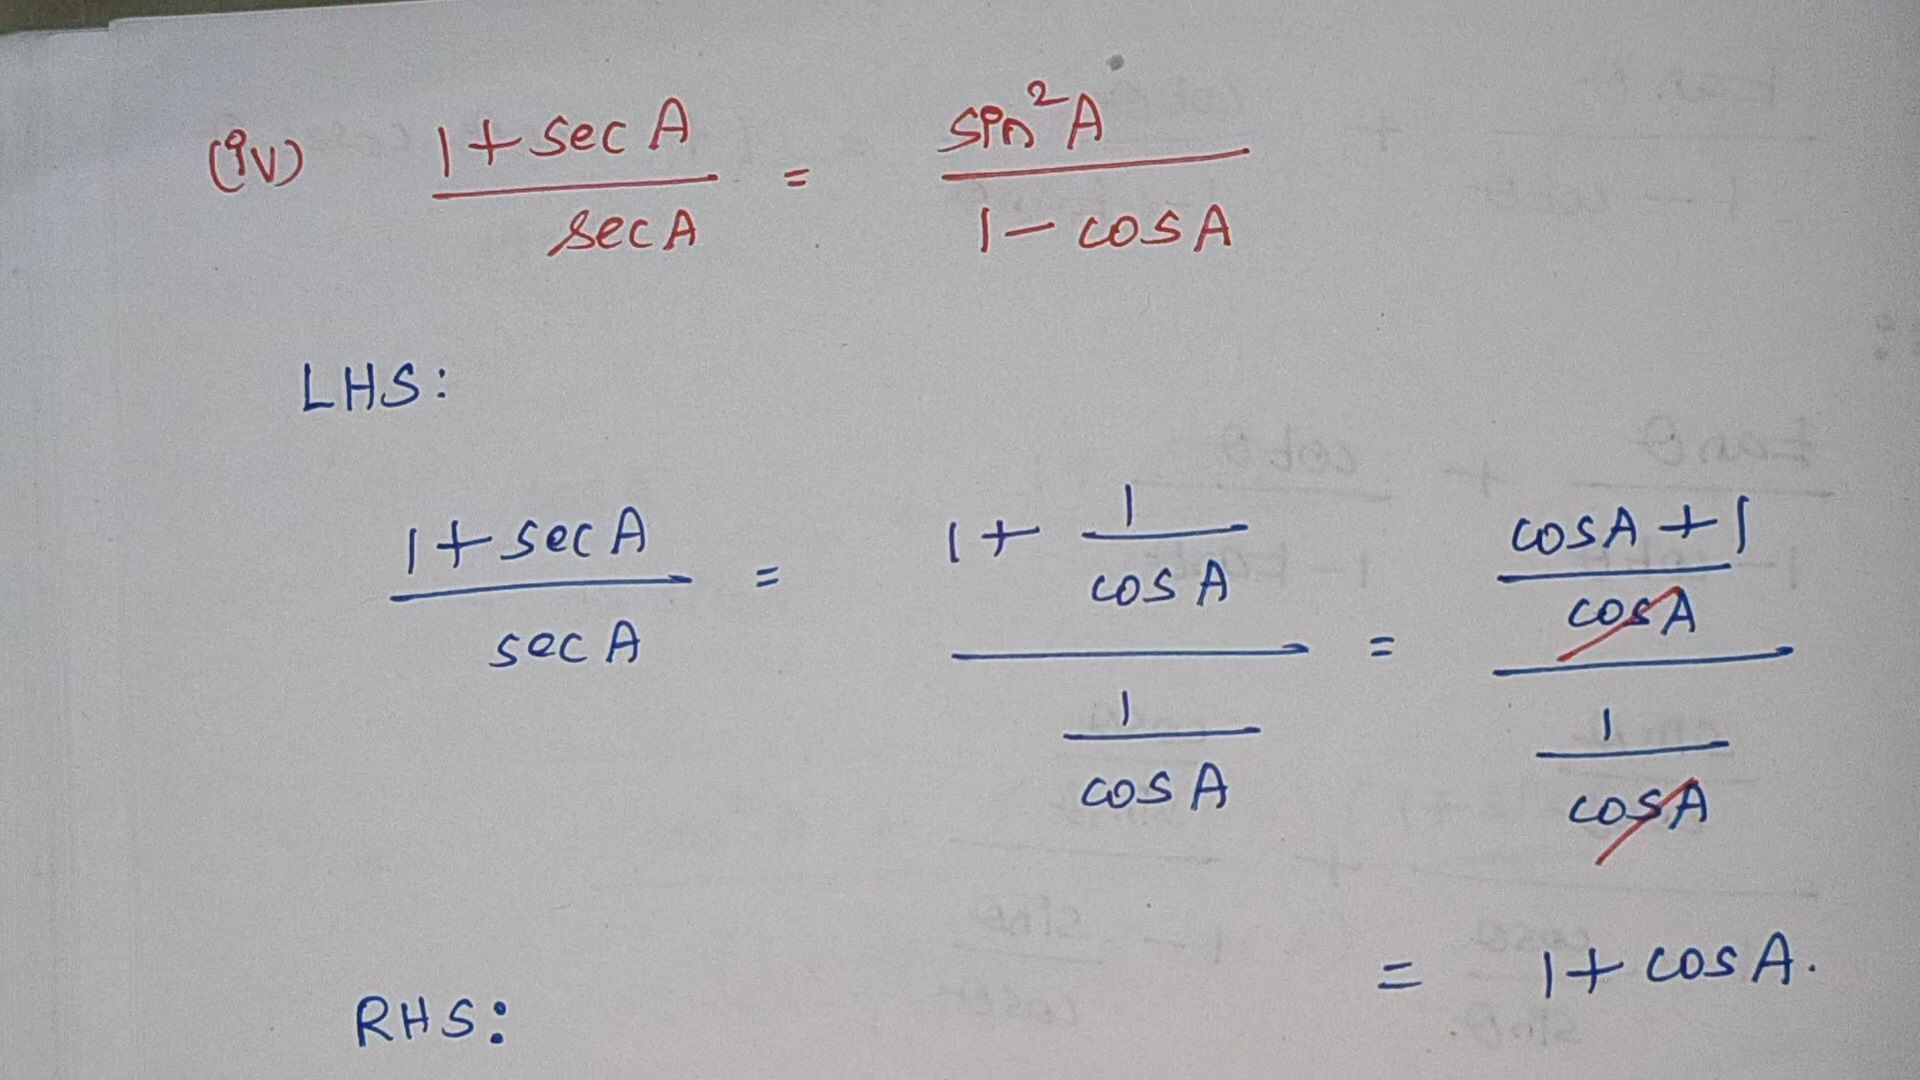 (iv) 1 + sec A / sec A = sin²A / 1 - cos A
LHS:
1 + sec A / sec A = 1 + 1 / cos A / 1 / cos A = cos A + 1 / cos A / 1 / cos A
= 1 + cos A.
RHS: